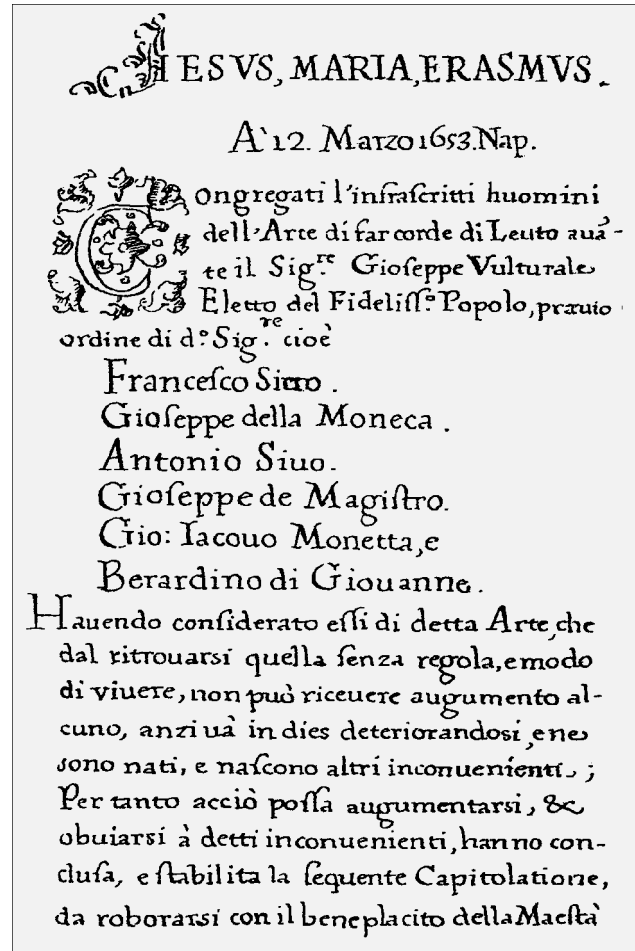 IESVS, MARIA, ERASMVS.
A' 12. Marzo 1653. Nap.
Congregati l'infraſcritti huomini
dell'Arte di far corde di Leuto auã-
te il Sig.re Gioſeppe Vulturale
Eletto del Fideliſſ.o Popolo, præuio
ordine di d.o Sig.re cioè
Franceſco Sirro.
Gioſeppe della Moneca.
Antonio Siuo.
Gioſeppe de Magiſtro.
Gio: Iacouo Monetta, e
Berardino di Giouanne.
Hauendo conſiderato eſſi di detta Arte, che
dal ritrouarsi quella ſenza regola, e modo
di viuere, non può riceuere augumento al-
cuno, anzi uà in dies deteriorandosi, e ne
sono nati, e naſcono altri inconuenienti;
Per tanto acciò poſſa augumentarsi, &
obuiarsi à detti inconuenienti, hanno con-
cluſa, e ſtabilita la ſequente Capitolatione,
da roborarsi con il beneplacito della Maeſtà